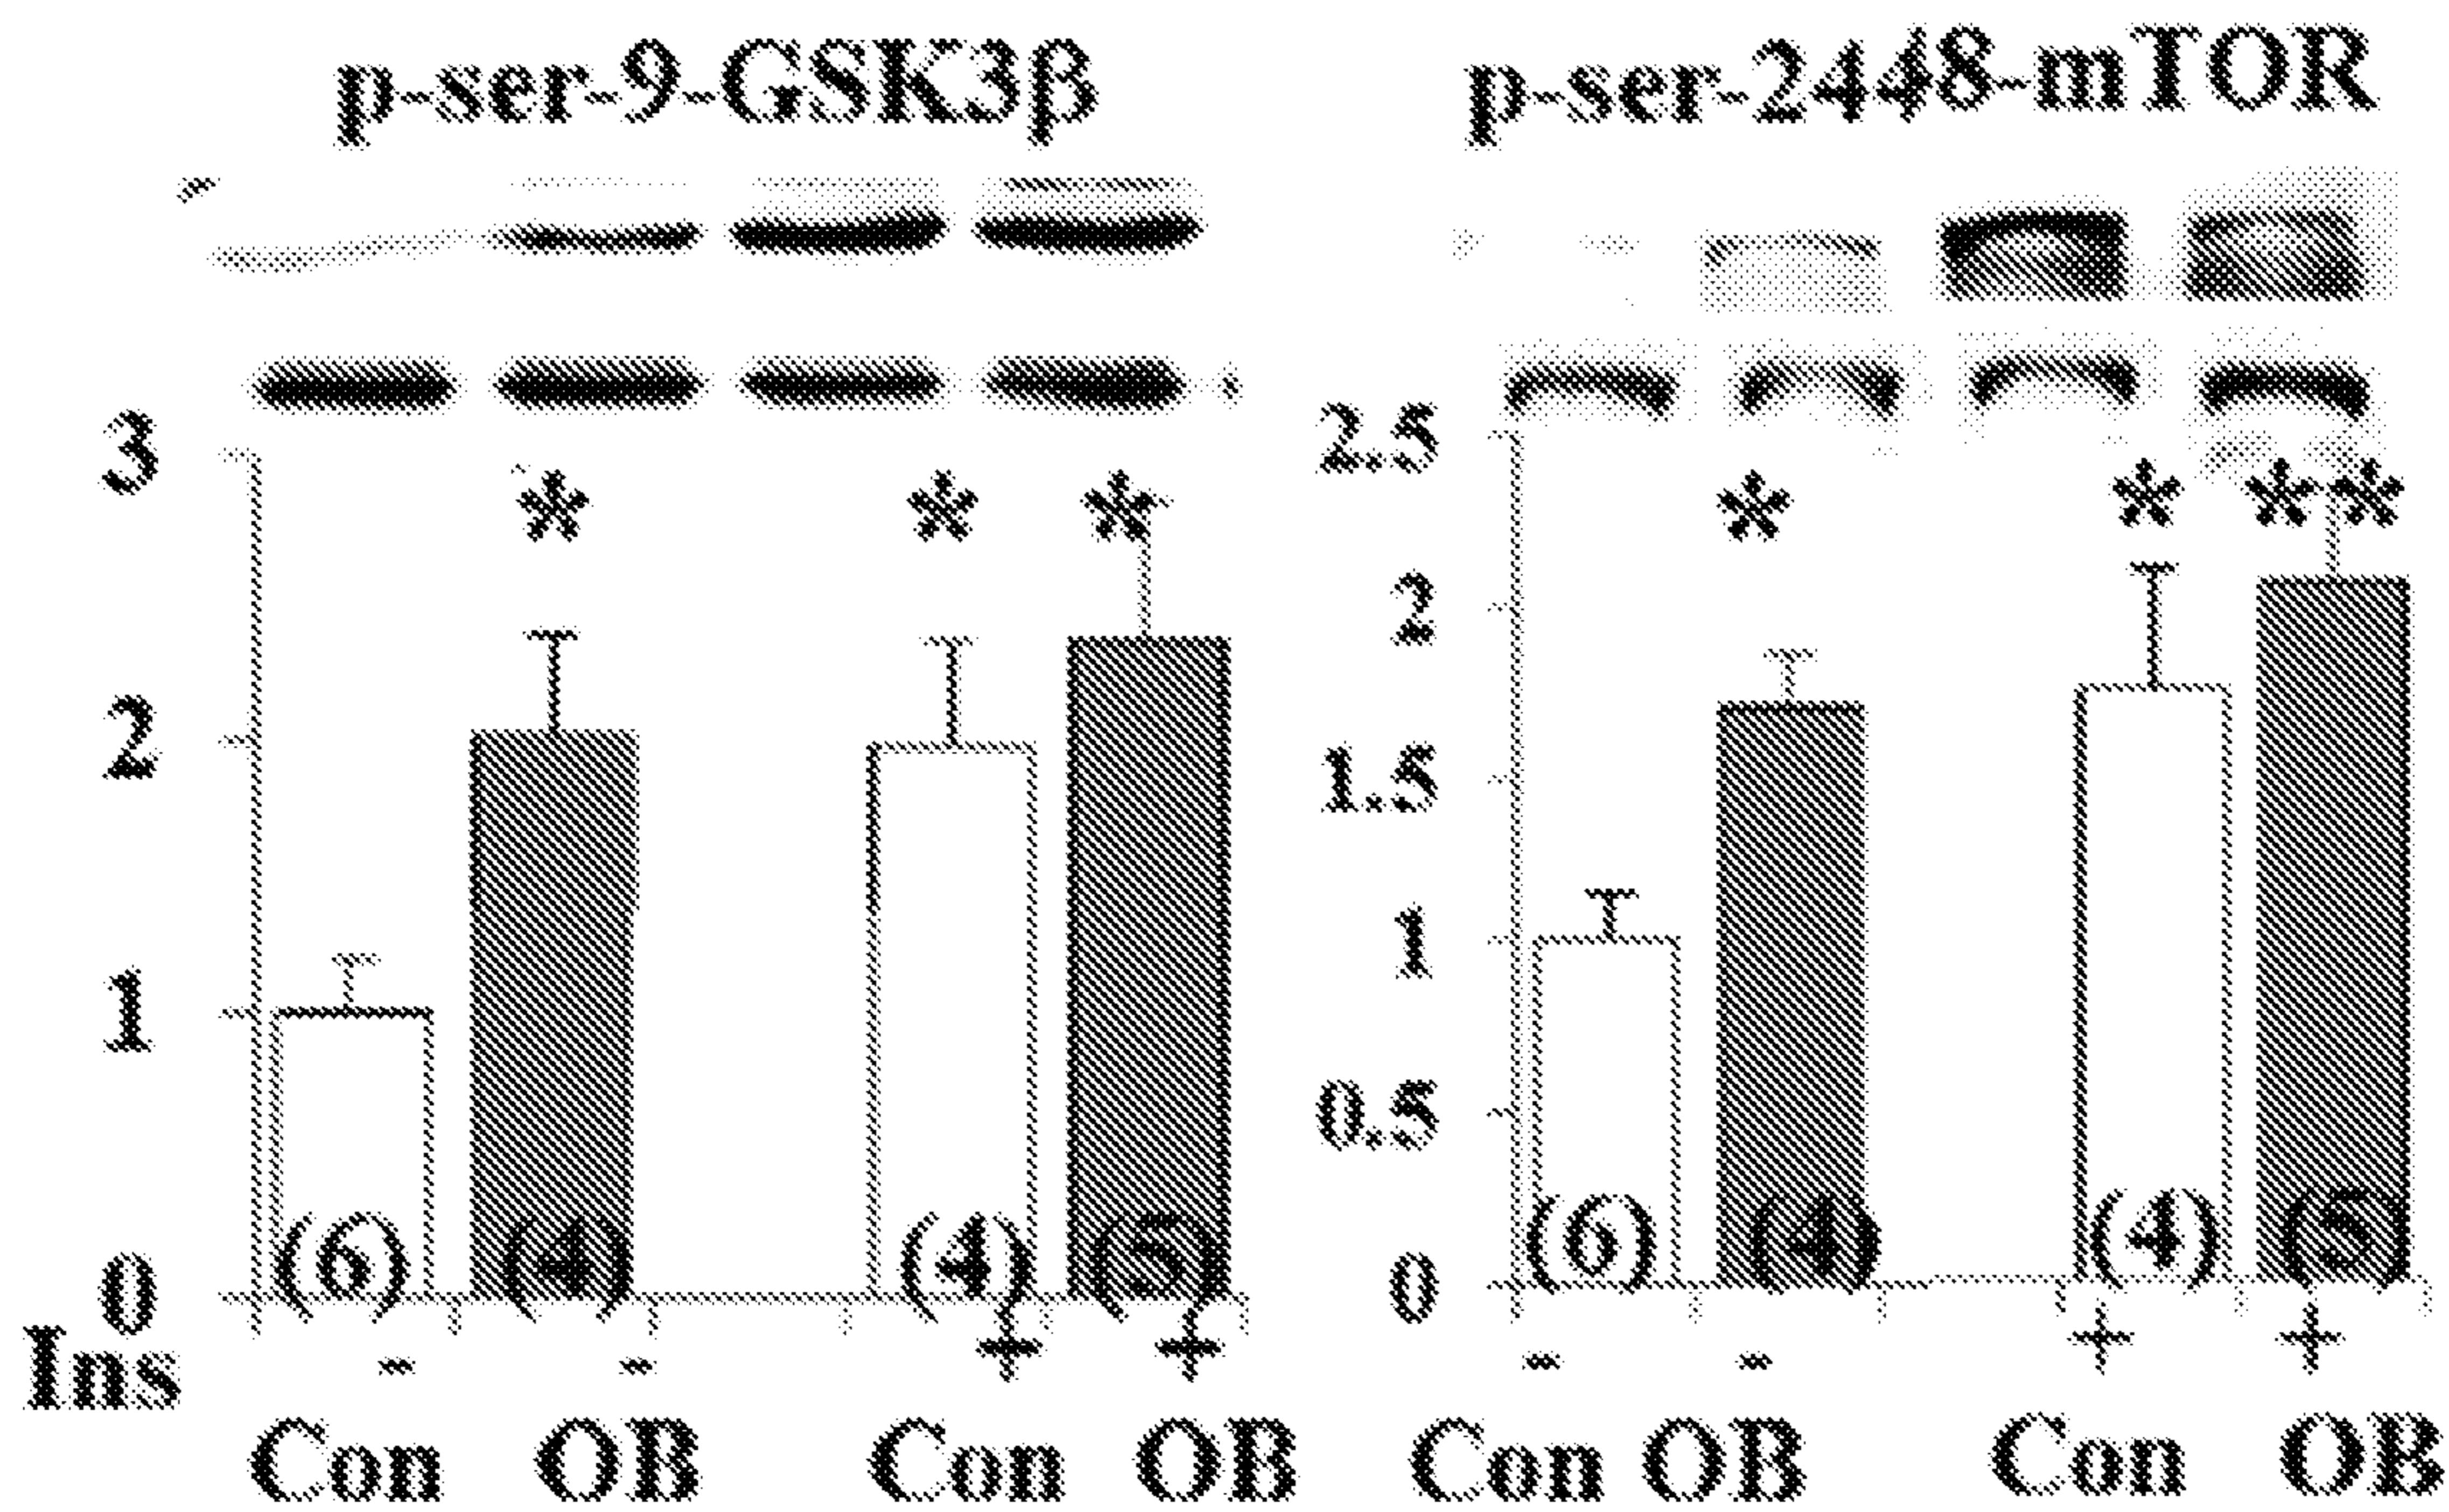 p-ser-9-GSK3β
p-ser-2448-mTOR
3
2
1
0
* * *
(6) (4) (4) (5)
Ins - - + +
Con OB Con OB
2.5
2
1.5
1
0.5
0
* * **
(6) (4) (4) (5)
- - + +
Con OB Con OB